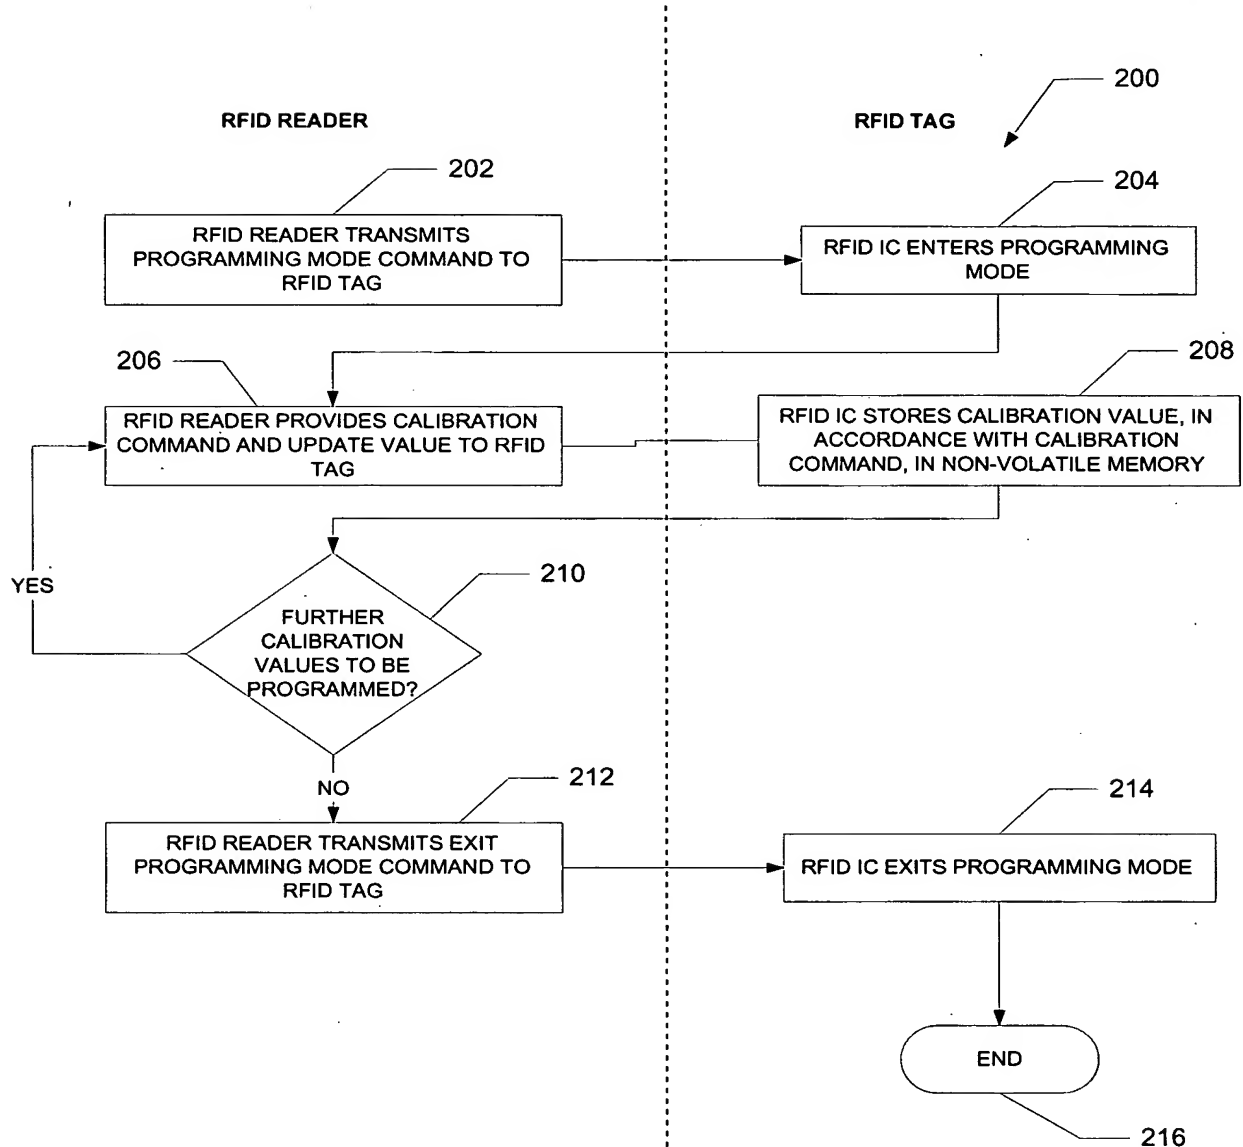 200
RFID READER
RFID TAG
202
204
RFID READER TRANSMITS
PROGRAMMING MODE COMMAND TO
RFID TAG
RFID IC ENTERS PROGRAMMING
MODE
206
208
RFID READER PROVIDES CALIBRATION
COMMAND AND UPDATE VALUE TO RFID
TAG
RFID IC STORES CALIBRATION VALUE, IN
ACCORDANCE WITH CALIBRATION
COMMAND, IN NON-VOLATILE MEMORY
YES
210
FURTHER
CALIBRATION
VALUES TO BE
PROGRAMMED?
NO
212
214
RFID READER TRANSMITS EXIT
PROGRAMMING MODE COMMAND TO
RFID TAG
RFID IC EXITS PROGRAMMING MODE
END
216